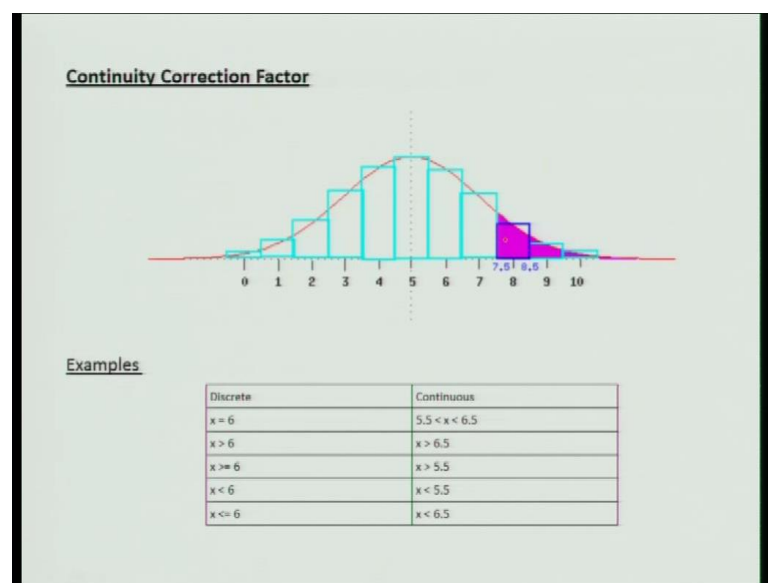 Continuity Correction Factor
7.5 8.5
0 1 2 3 4 5 6 7 8 9 10
Examples
Discrete Continuous
x = 6 5.5 < x < 6.5
x > 6 x > 6.5
x >= 6 x > 5.5
x < 6 x < 5.5
x <= 6 x < 6.5